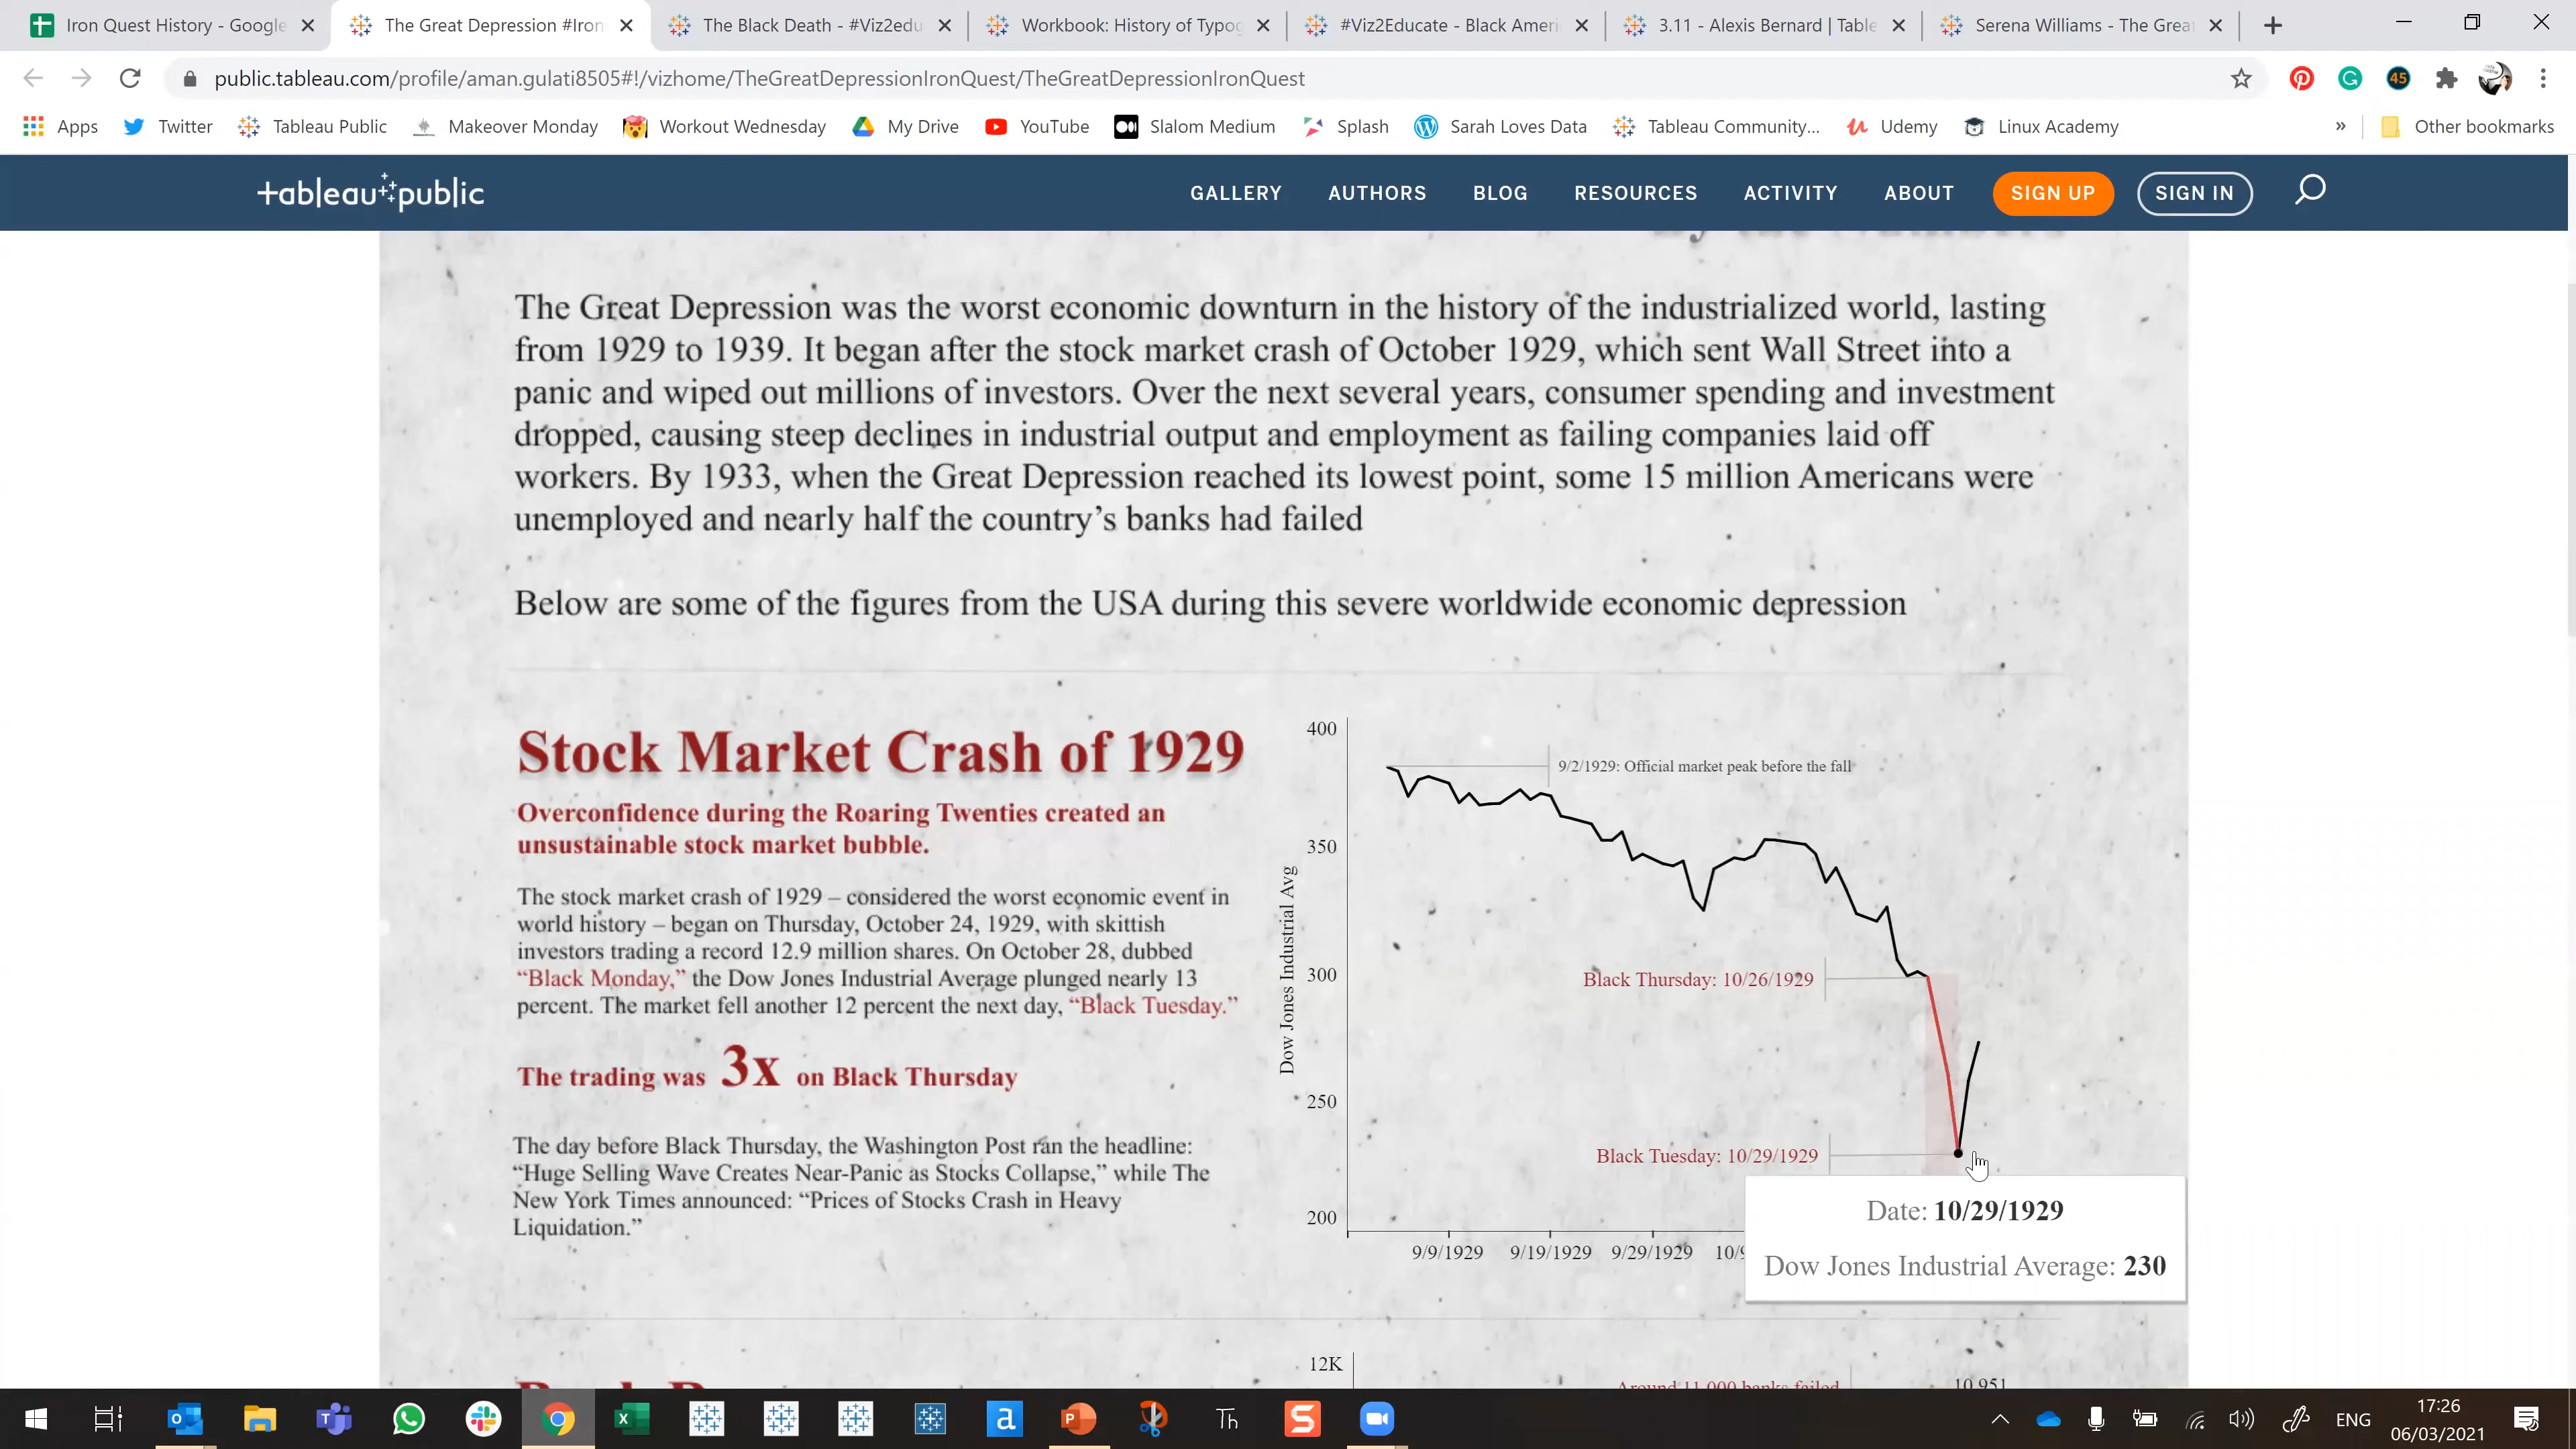 Iron Quest History - Google
The Great Depression #Iron
The Black Death - #Viz2edu
Workbook: History of Typog
#Viz2Educate - Black Ameri
3.11 - Alexis Bernard | Table
Serena Williams - The Great
public.tableau.com/profile/aman.gulati8505#!/vizhome/TheGreatDepressionIronQuest/TheGreatDepressionIronQuest
45
Apps
Twitter
Tableau Public
Makeover Monday
Workout Wednesday
My Drive
YouTube
Slalom Medium
Splash
Sarah Loves Data
Tableau Community...
Udemy
Linux Academy
»
Other bookmarks
+ableau public
GALLERY
AUTHORS
BLOG
RESOURCES
ACTIVITY
ABOUT
SIGN UP
SIGN IN
The Great Depression was the worst economic downturn in the history of the industrialized world, lasting
from 1929 to 1939. It began after the stock market crash of October 1929, which sent Wall Street into a
panic and wiped out millions of investors. Over the next several years, consumer spending and investment
dropped, causing steep declines in industrial output and employment as failing companies laid off
workers. By 1933, when the Great Depression reached its lowest point, some 15 million Americans were
unemployed and nearly half the country's banks had failed
Below are some of the figures from the USA during this severe worldwide economic depression
Stock Market Crash of 1929
Overconfidence during the Roaring Twenties created an
unsustainable stock market bubble.
The stock market crash of 1929 – considered the worst economic event in
world history – began on Thursday, October 24, 1929, with skittish
investors trading a record 12.9 million shares. On October 28, dubbed
“Black Monday,” the Dow Jones Industrial Average plunged nearly 13
percent. The market fell another 12 percent the next day, “Black Tuesday.”
The trading was 3x on Black Thursday
The day before Black Thursday, the Washington Post ran the headline:
“Huge Selling Wave Creates Near-Panic as Stocks Collapse,” while The
New York Times announced: “Prices of Stocks Crash in Heavy
Liquidation.”
Dow Jones Industrial Avg
400
350
300
250
200
9/2/1929: Official market peak before the fall
Black Thursday: 10/26/1929
Black Tuesday: 10/29/1929
9/9/1929
9/19/1929
9/29/1929
Date: 10/29/1929
Dow Jones Industrial Average: 230
12K
Around 11,000 banks failed
10,951
Th
ENG
17:26
06/03/2021